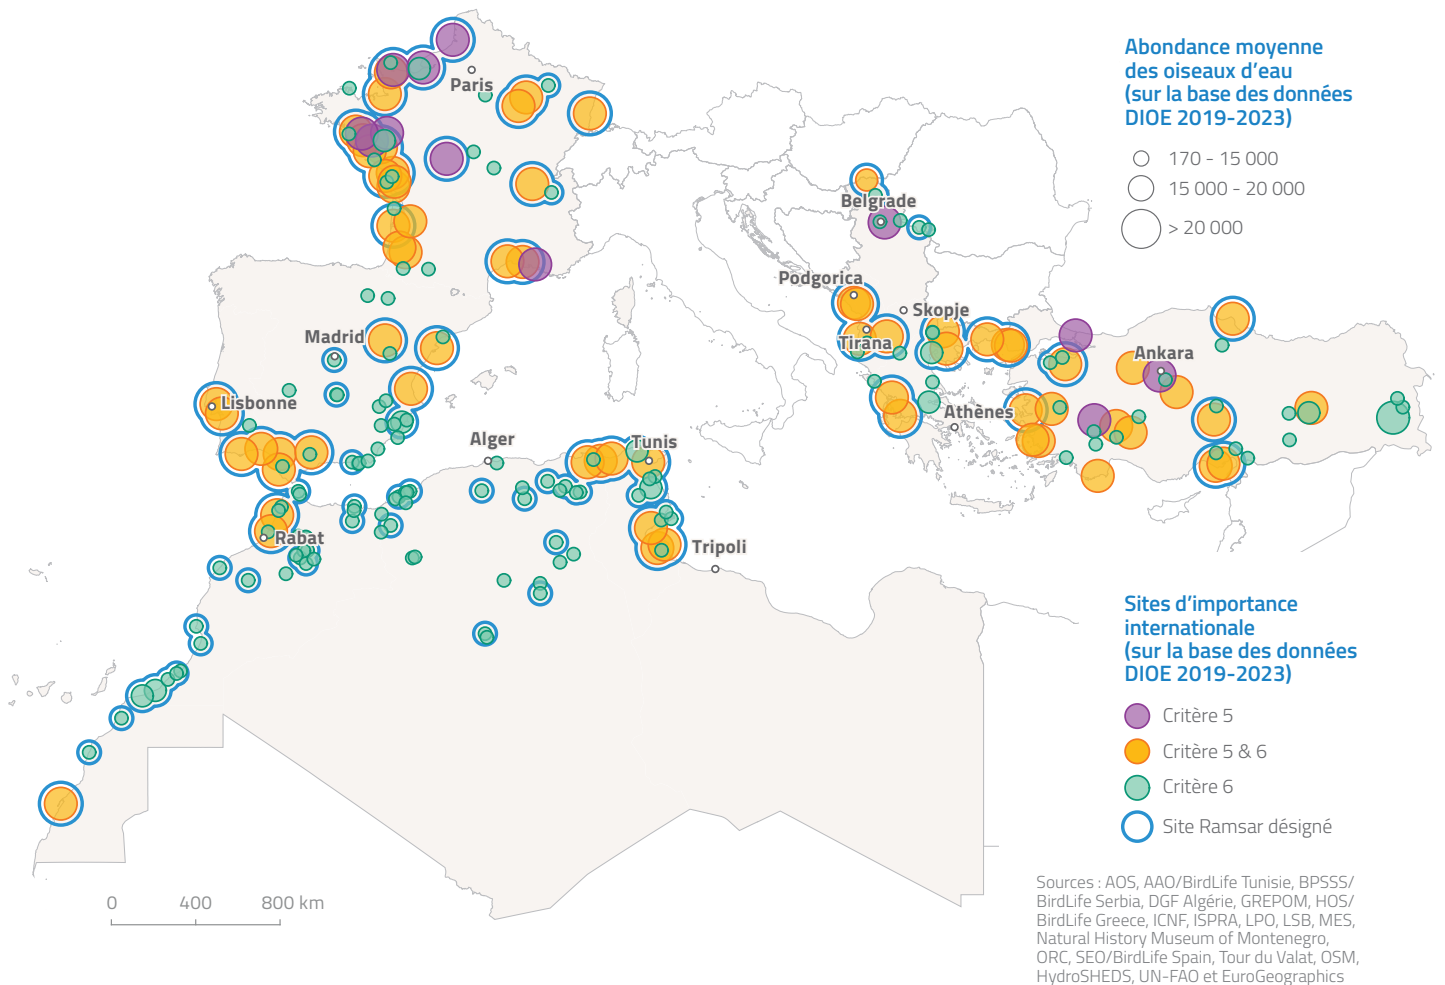 Abondance moyenne
des oiseaux d’eau
(sur la base des données
DIOE 2019-2023)
170 - 15 000
15 000 - 20 000
> 20 000
Paris
Belgrade
Podgorica
Skopje
Tirana
Madrid
Ankara
Lisbonne
Athènes
Alger
Tunis
Rabat
Tripoli
Sites d’importance
internationale
(sur la base des données
DIOE 2019-2023)
Critère 5
Critère 5 & 6
Critère 6
Site Ramsar désigné
0 400 800 km
Sources : AOS, AAO/BirdLife Tunisie, BPSSS/
BirdLife Serbia, DGF Algérie, GREPOM, HOS/
BirdLife Greece, ICNF, ISPRA, LPO, LSB, MES,
Natural History Museum of Montenegro,
ORC, SEO/BirdLife Spain, Tour du Valat, OSM,
HydroSHEDS, UN-FAO et EuroGeographics